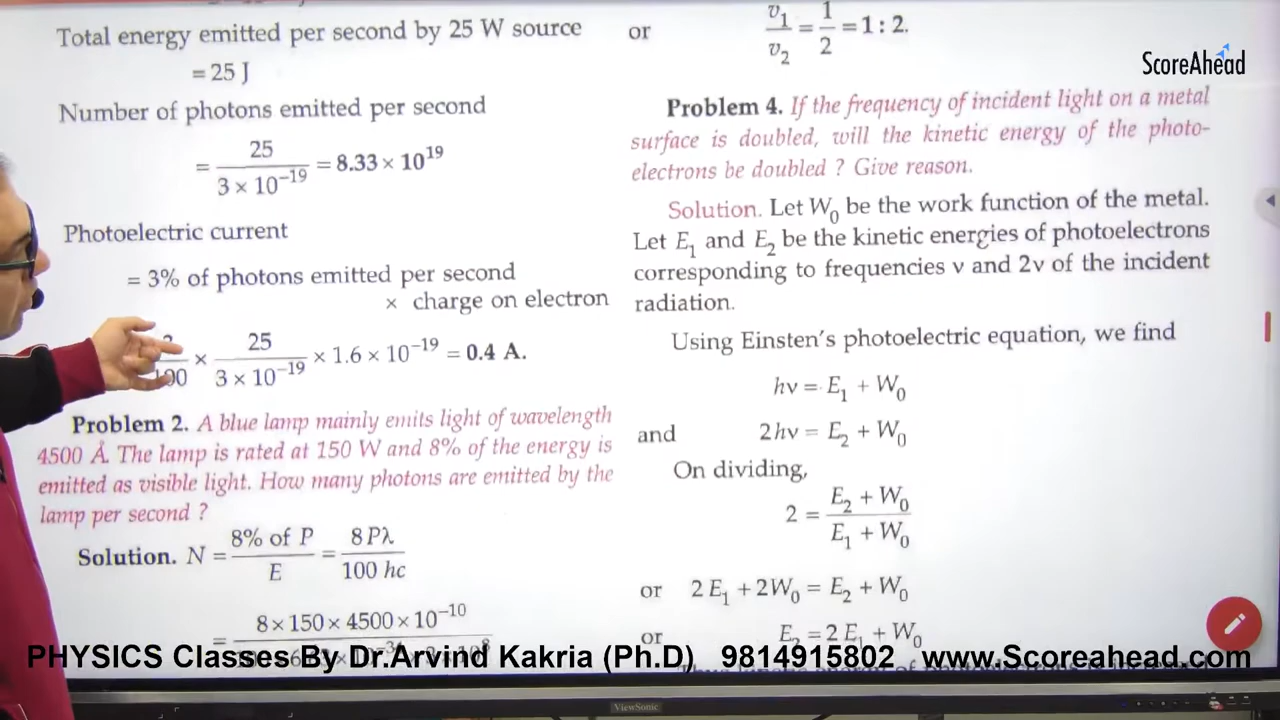 Total energy emitted per second by 25 W source
= 25 J
Number of photons emitted per second
= 25 / 3 × 10⁻¹⁹ = 8.33 × 10¹⁹
Photoelectric current
= 3% of photons emitted per second
× charge on electron
/ 100 × 25 / 3 × 10⁻¹⁹ × 1.6 × 10⁻¹⁹ = 0.4 A.
Problem 2. A blue lamp mainly emits light of wavelength
4500 Å. The lamp is rated at 150 W and 8% of the energy is
emitted as visible light. How many photons are emitted by the
lamp per second ?
Solution. N = 8% of P / E = 8 Pλ / 100 hc
= 8 × 150 × 4500 × 10⁻¹⁰
or v₁ / v₂ = 1 / 2 = 1 : 2.
ScoreAhead
Problem 4. If the frequency of incident light on a metal
surface is doubled, will the kinetic energy of the photo-
electrons be doubled ? Give reason.
Solution. Let W₀ be the work function of the metal.
Let E₁ and E₂ be the kinetic energies of photoelectrons
corresponding to frequencies ν and 2ν of the incident
radiation.
Using Einsten's photoelectric equation, we find
hν = E₁ + W₀
and 2hν = E₂ + W₀
On dividing,
2 = E₂ + W₀ / E₁ + W₀
or 2 E₁ + 2W₀ = E₂ + W₀
or E₂ = 2 E₁ + W₀
PHYSICS Classes By Dr.Arvind Kakria (Ph.D) 9814915802 www.Scoreahead.com
ViewSonic